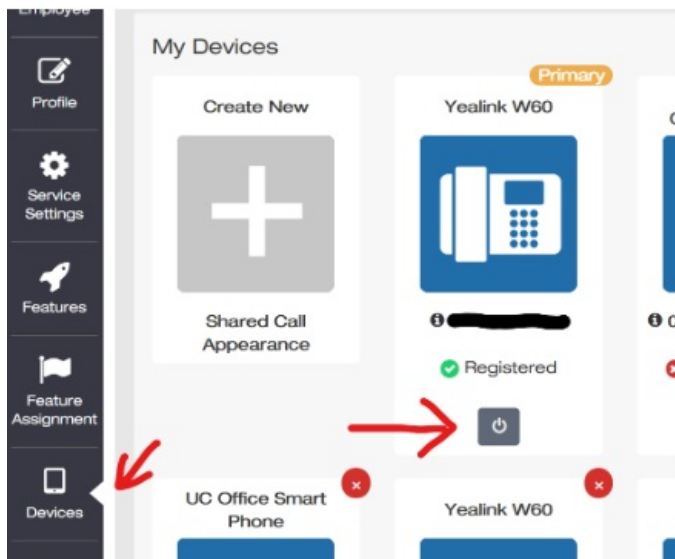 Employee
Profile
Service
Settings
Features
Feature
Assignment
Devices
My Devices
Create New
Shared Call
Appearance
Primary
Yealink W60
Registered
UC Office Smart
Phone
Yealink W60